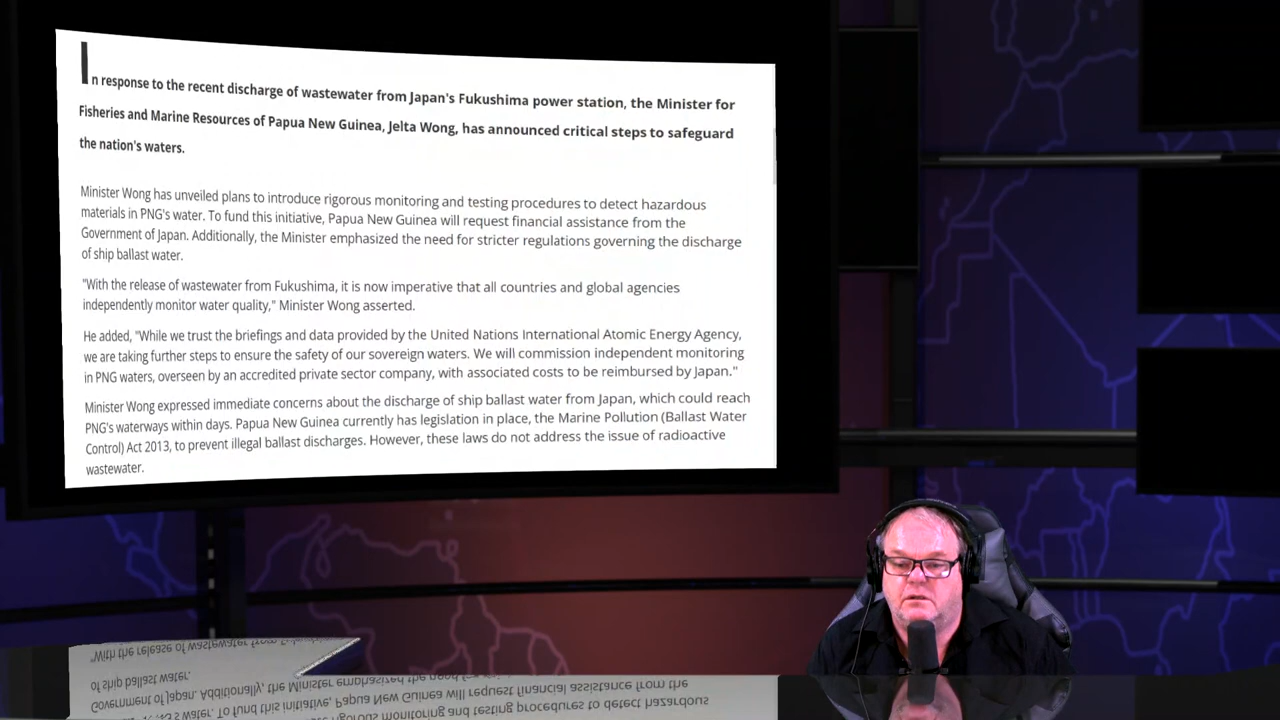 In response to the recent discharge of wastewater from Japan's Fukushima power station, the Minister for
Fisheries and Marine Resources of Papua New Guinea, Jelta Wong, has announced critical steps to safeguard
the nation's waters.
Minister Wong has unveiled plans to introduce rigorous monitoring and testing procedures to detect hazardous
materials in PNG's water. To fund this initiative, Papua New Guinea will request financial assistance from the
Government of Japan. Additionally, the Minister emphasized the need for stricter regulations governing the discharge
of ship ballast water.
"With the release of wastewater from Fukushima, it is now imperative that all countries and global agencies
independently monitor water quality," Minister Wong asserted.
He added, "While we trust the briefings and data provided by the United Nations International Atomic Energy Agency,
we are taking further steps to ensure the safety of our sovereign waters. We will commission independent monitoring
in PNG waters, overseen by an accredited private sector company, with associated costs to be reimbursed by Japan."
Minister Wong expressed immediate concerns about the discharge of ship ballast water from Japan, which could reach
PNG's waterways within days. Papua New Guinea currently has legislation in place, the Marine Pollution (Ballast Water
Control) Act 2013, to prevent illegal ballast discharges. However, these laws do not address the issue of radioactive
wastewater.